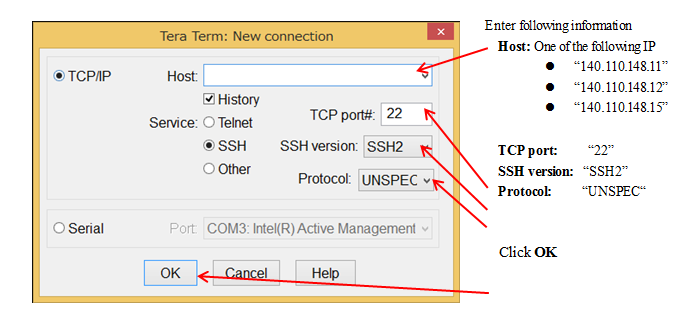 Tera Term: New connection
×
TCP/IP
Host:
History
Service:
Telnet
TCP port#: 22
SSH
SSH version: SSH2
Other
Protocol: UNSPEC
Serial
Port: COM3: Intel(R) Active Management
OK
Cancel
Help
Enter following information
Host: One of the following IP
● “140.110.148.11”
● “140.110.148.12”
● “140.110.148.15”
TCP port: “22”
SSH version: “SSH2”
Protocol: “UNSPEC“
Click OK